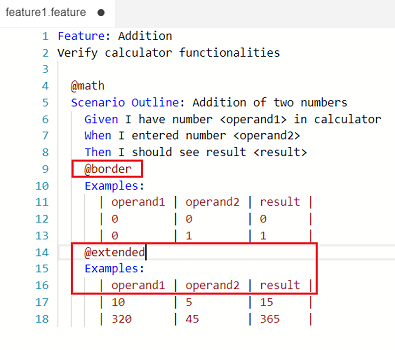 feature1.feature
1 Feature: Addition
2 Verify calculator functionalities
3
4 @math
5 Scenario Outline: Addition of two numbers
6 Given I have number <operand1> in calculator
7 When I entered number <operand2>
8 Then I should see result <result>
9 @border
10 Examples:
11 | operand1 | operand2 | result |
12 | 0 | 0 | 0 |
13 | 0 | 1 | 1 |
14 @extended
15 Examples:
16 | operand1 | operand2 | result |
17 | 10 | 5 | 15 |
18 | 320 | 45 | 365 |